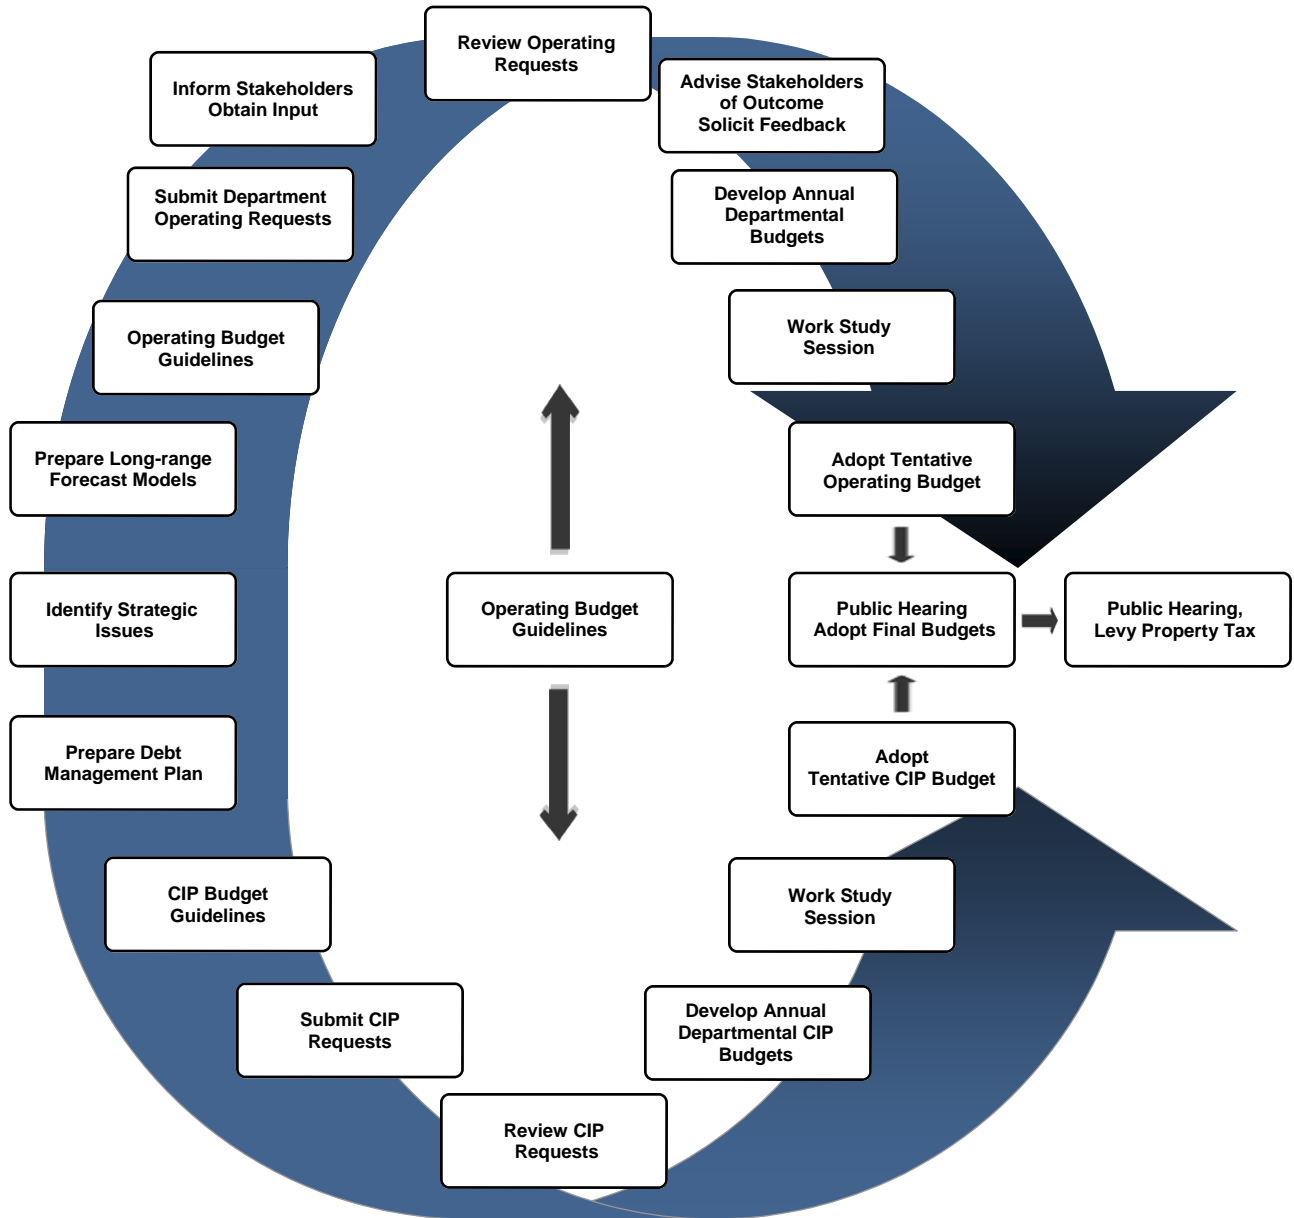 Review Operating
Requests
Inform Stakeholders
Obtain Input
Advise Stakeholders
of Outcome
Solicit Feedback
Submit Department
Operating Requests
Develop Annual
Departmental
Budgets
Operating Budget
Guidelines
Work Study
Session
Prepare Long-range
Forecast Models
Adopt Tentative
Operating Budget
Identify Strategic
Issues
Operating Budget
Guidelines
Public Hearing
Adopt Final Budgets
Public Hearing,
Levy Property Tax
Prepare Debt
Management Plan
Adopt
Tentative CIP Budget
CIP Budget
Guidelines
Work Study
Session
Submit CIP
Requests
Develop Annual
Departmental CIP
Budgets
Review CIP
Requests